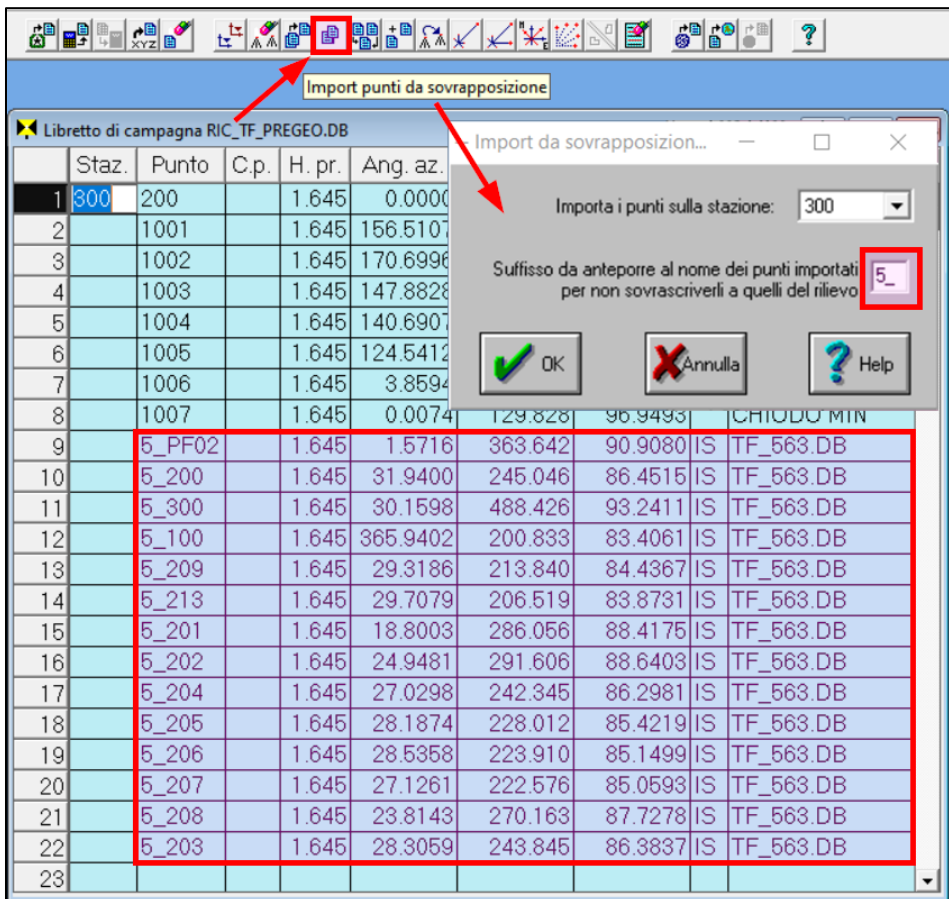 XYZ
Import punti da sovrapposizione
Libretto di campagna RIC_TF_PREGEO.DB
Staz. Punto C.p. H. pr. Ang. az.
1 300 200 1.645 0.0000
2 1001 1.645 156.5107
3 1002 1.645 170.6996
4 1003 1.645 147.8828
5 1004 1.645 140.6907
6 1005 1.645 124.5412
7 1006 1.645 3.8594
8 1007 1.645 0.0074 129.828 96.9493 CHIODO MIN
9 5_PF02 1.645 1.5716 363.642 90.9080 IS TF_563.DB
10 5_200 1.645 31.9400 245.046 86.4515 IS TF_563.DB
11 5_300 1.645 30.1598 488.426 93.2411 IS TF_563.DB
12 5_100 1.645 365.9402 200.833 83.4061 IS TF_563.DB
13 5_209 1.645 29.3186 213.840 84.4367 IS TF_563.DB
14 5_213 1.645 29.7079 206.519 83.8731 IS TF_563.DB
15 5_201 1.645 18.8003 286.056 88.4175 IS TF_563.DB
16 5_202 1.645 24.9481 291.606 88.6403 IS TF_563.DB
17 5_204 1.645 27.0298 242.345 86.2981 IS TF_563.DB
18 5_205 1.645 28.1874 228.012 85.4219 IS TF_563.DB
19 5_206 1.645 28.5358 223.910 85.1499 IS TF_563.DB
20 5_207 1.645 27.1261 222.576 85.0593 IS TF_563.DB
21 5_208 1.645 23.8143 270.163 87.7278 IS TF_563.DB
22 5_203 1.645 28.3059 243.845 86.3837 IS TF_563.DB
23
Import da sovrapposizion...
Importa i punti sulla stazione: 300
Suffisso da anteporre al nome dei punti importati
per non sovrascriverli a quelli del rilievo 5_
OK Annulla Help